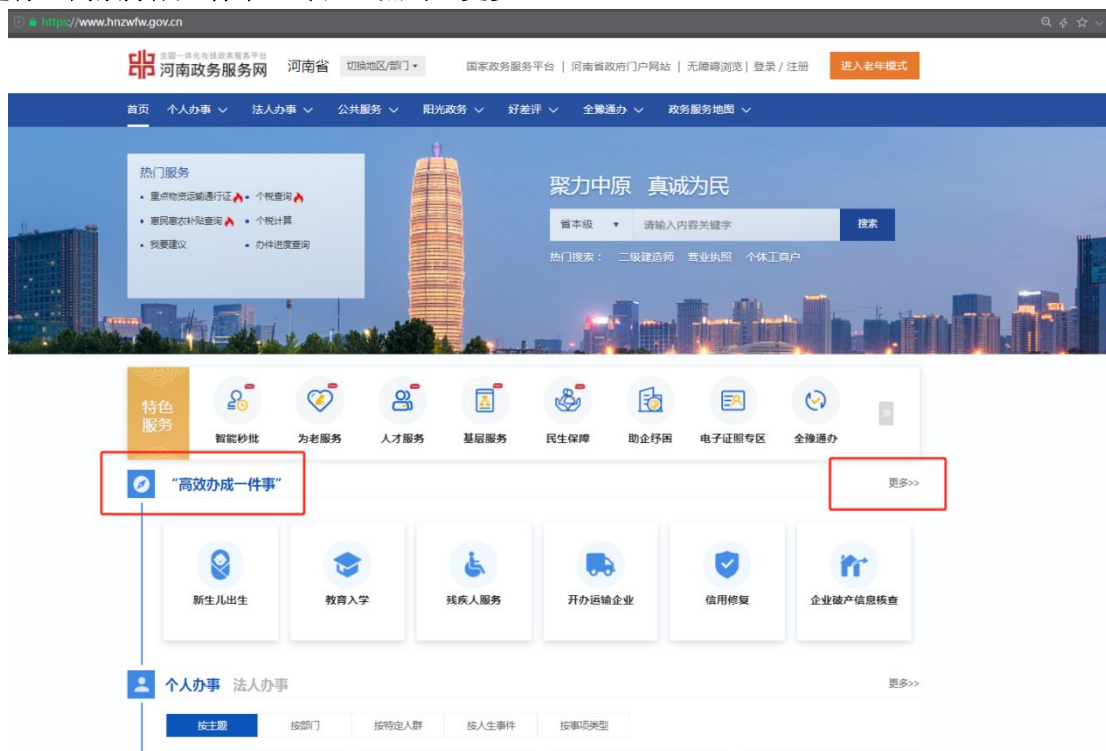 https://www.hnzwfw.gov.cn
全国一体化在线政务服务平台
河南政务服务网
河南省
切换地区/部门
国家政务服务平台 | 河南省政府门户网站 | 无障碍浏览 | 登录 / 注册
进入老年模式
首页 个人办事 法人办事 公共服务 阳光政务 好差评 全豫通办 政务服务地图
热门服务
重点物资运输通行证 个税查询
惠民惠农补贴查询 个税计算
我要建议 办件进度查询
聚力中原 真诚为民
省本级 请输入内容关键字 搜索
热门搜索： 二级建造师 营业执照 个体工商户
特色
服务
智能秒批 为老服务 人才服务 基层服务 民生保障 助企纾困 电子证照专区 全豫通办
“高效办成一件事” 更多>>
新生儿出生 教育入学 残疾人服务 开办运输企业 信用修复 企业破产信息核查
个人办事 法人办事 更多>>
按主题 按部门 按特定人群 按人生事件 按事项类型